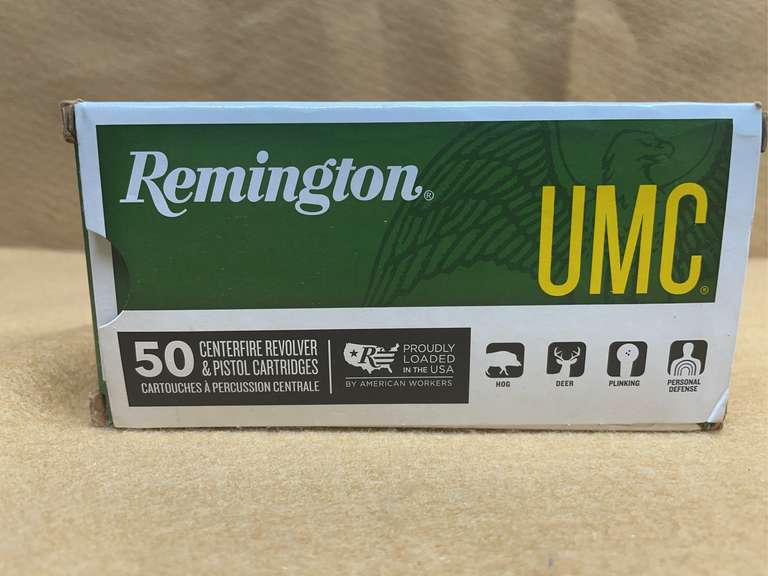 Remington®
UMC®
50 CENTERFIRE REVOLVER
& PISTOL CARTRIDGES
CARTOUCHES À PERCUSSION CENTRALE
R
PROUDLY
LOADED
IN THE USA
BY AMERICAN WORKERS
HOG
DEER
PLINKING
PERSONAL
DEFENSE